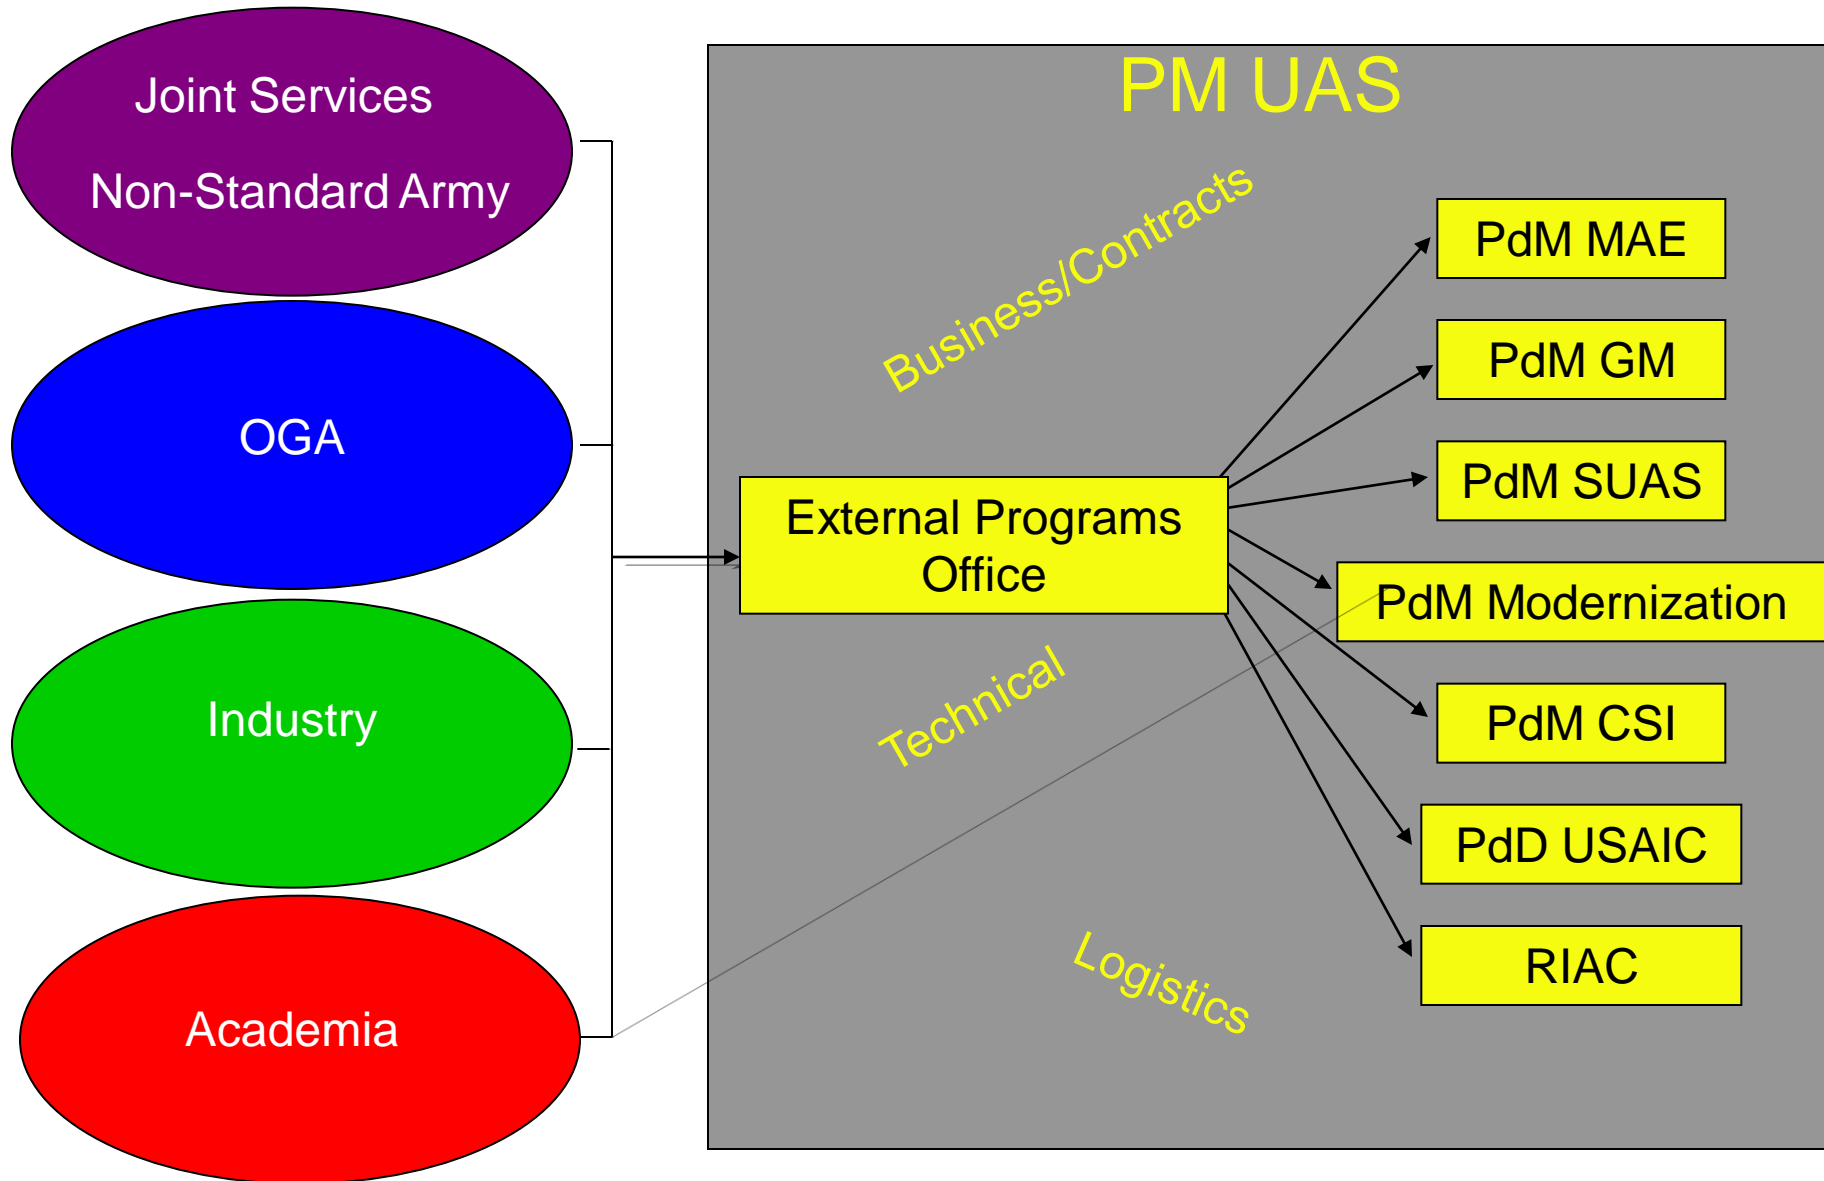 Joint Services
Non-Standard Army
OGA
Industry
Academia
PM UAS
Business/Contracts
External Programs
Office
Technical
Logistics
PdM MAE
PdM GM
PdM SUAS
PdM Modernization
PdM CSI
PdD USAIC
RIAC